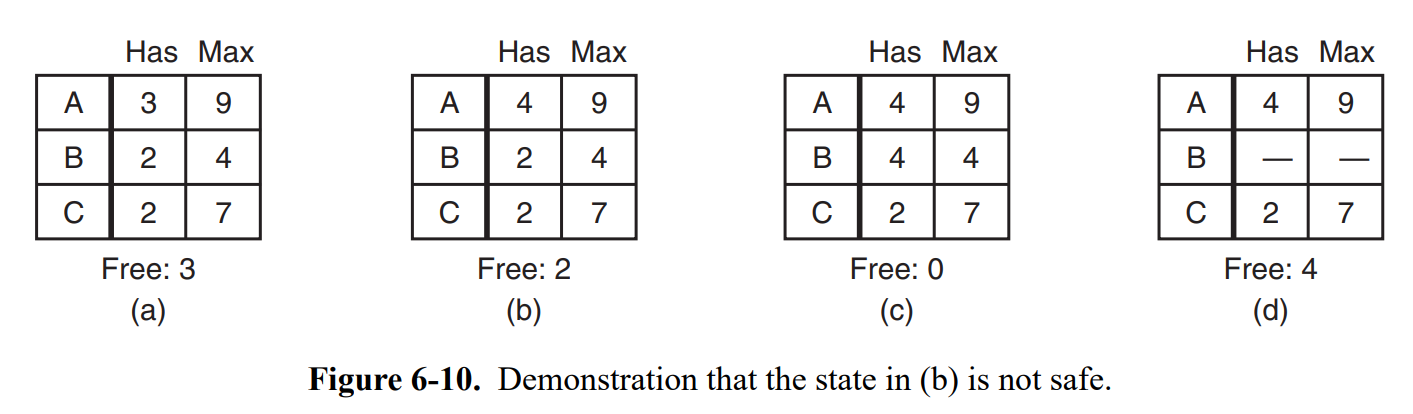 Has Max Has Max Has Max Has Max
A 3 9 A 4 9 A 4 9 A 4 9
B 2 4 B 2 4 B 4 4 B — —
C 2 7 C 2 7 C 2 7 C 2 7
Free: 3 Free: 2 Free: 0 Free: 4
(a) (b) (c) (d)
Figure 6-10. Demonstration that the state in (b) is not safe.